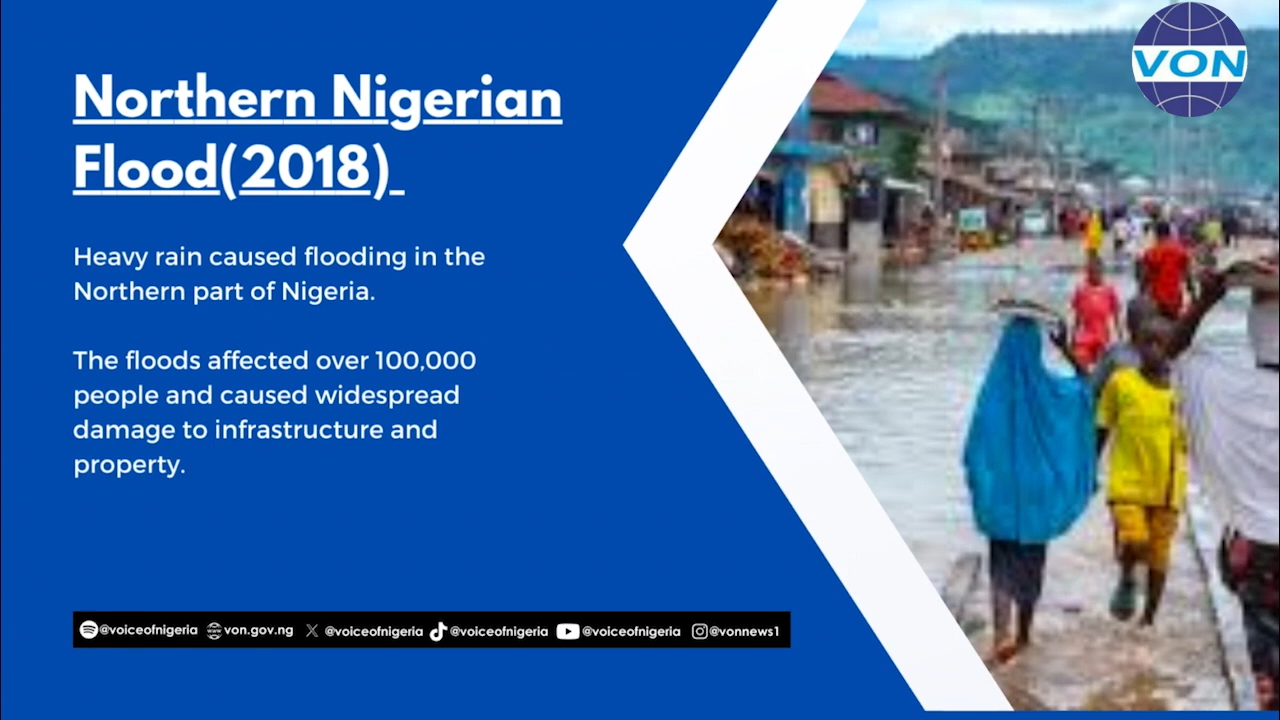 VON
Northern Nigerian
Flood(2018)
Heavy rain caused flooding in the
Northern part of Nigeria.
The floods affected over 100,000
people and caused widespread
damage to infrastructure and
property.
@voiceofnigeria www von.gov.ng X @voiceofnigeria @voiceofnigeria @voiceofnigeria @vonnews1